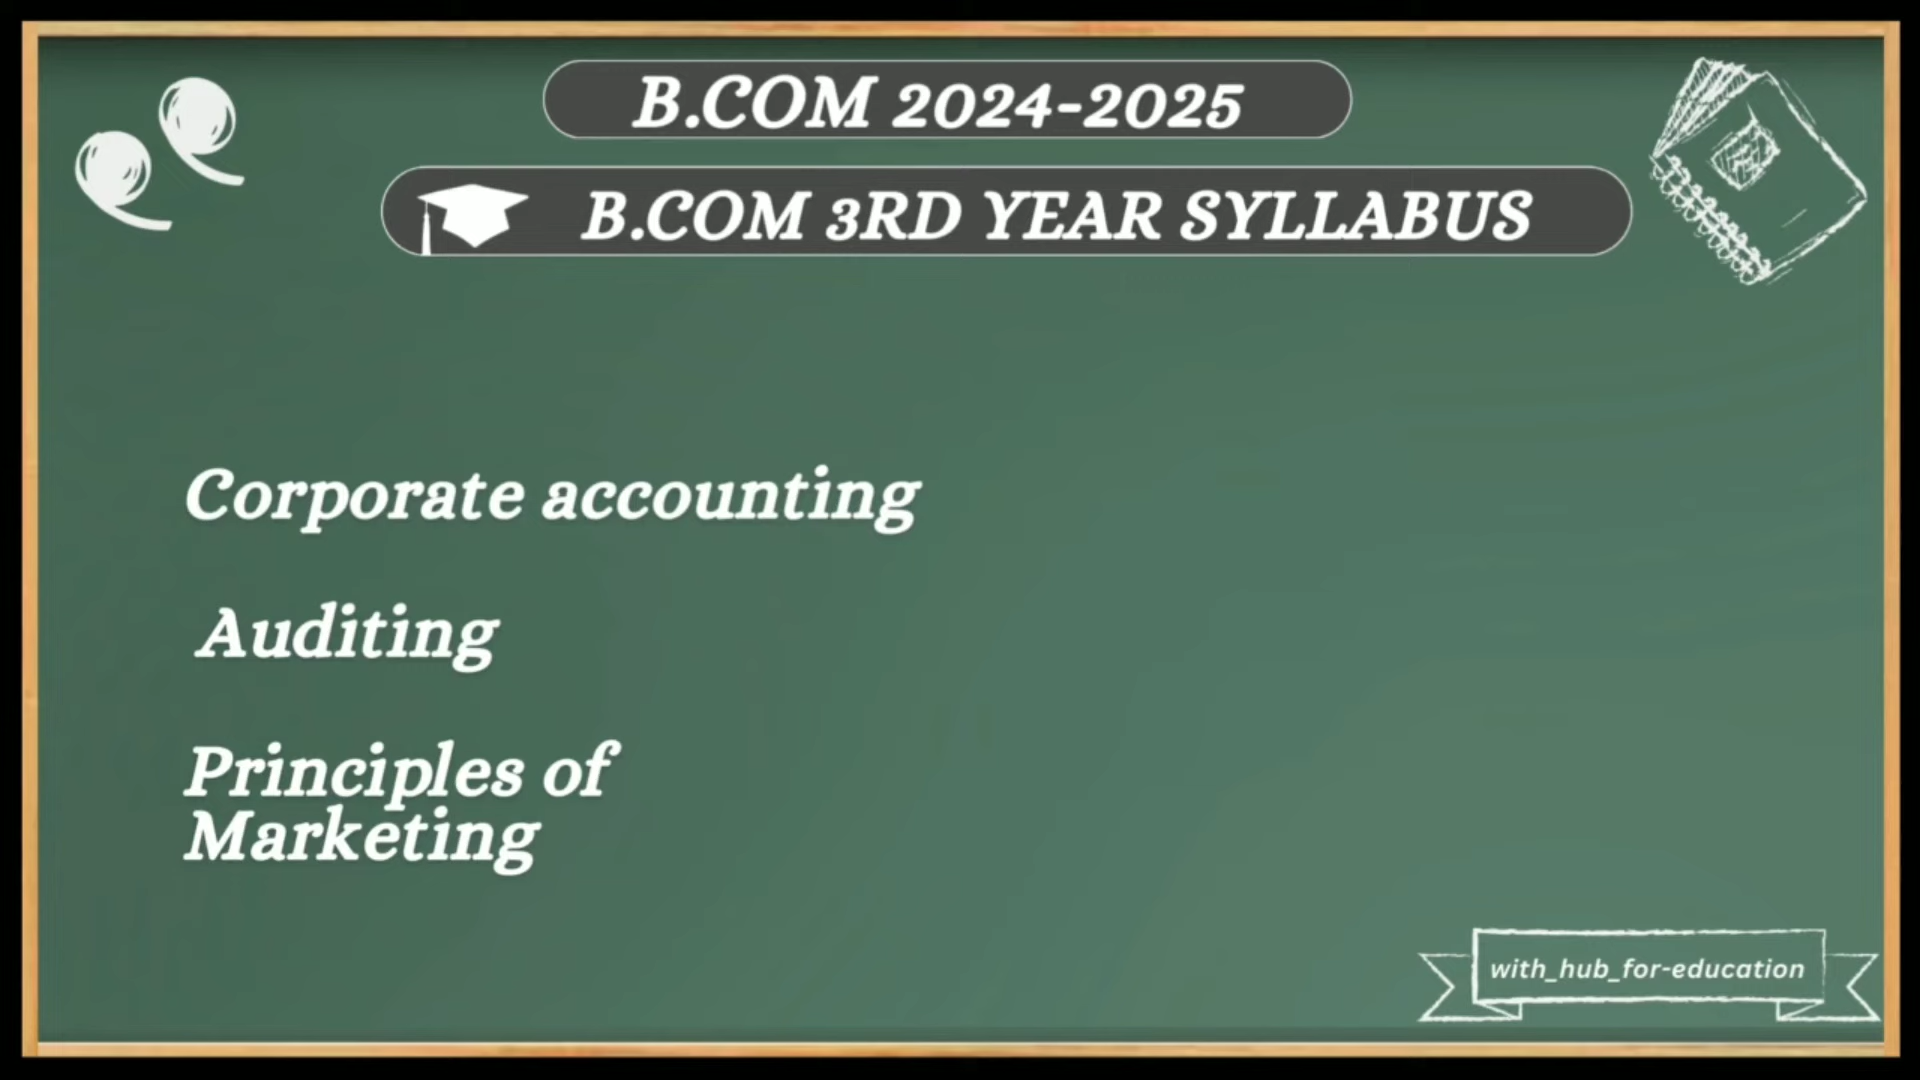 B.COM 2024-2025
B.COM 3RD YEAR SYLLABUS
Corporate accounting
Auditing
Principles of
Marketing
with_hub_for-education